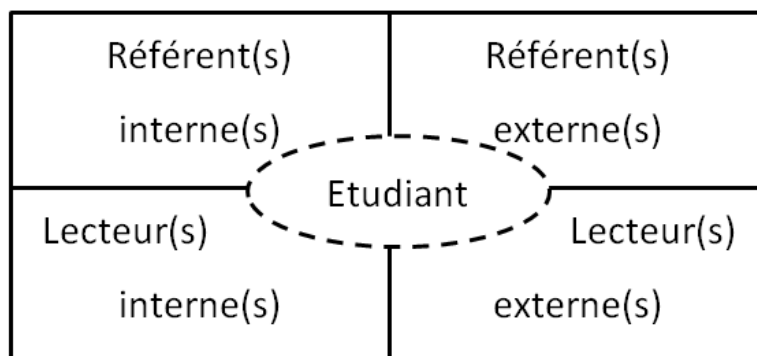 Référent(s)
interne(s)
Référent(s)
externe(s)
Etudiant
Lecteur(s)
interne(s)
Lecteur(s)
externe(s)